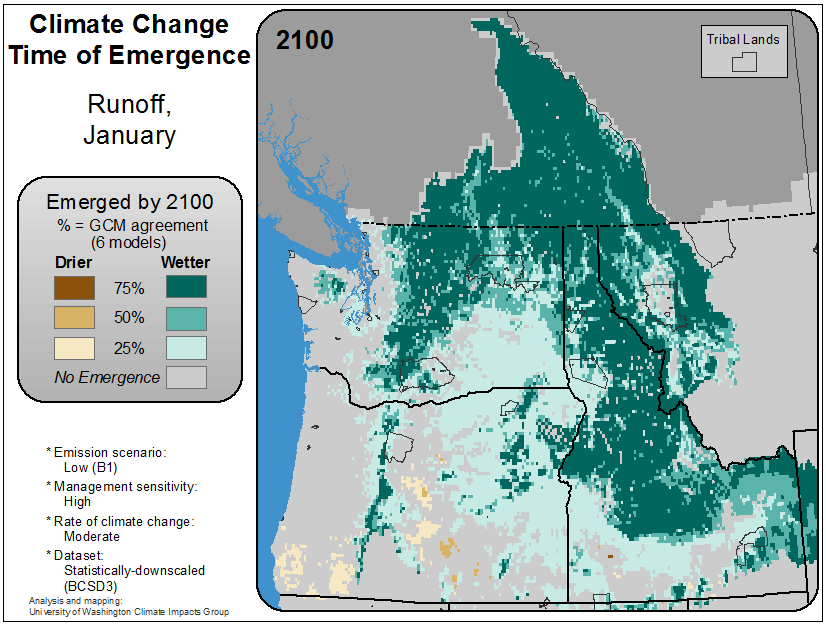 Climate Change
Time of Emergence
Runoff,
January
Emerged by 2100
% = GCM agreement
(6 models)
Drier Wetter
75%
50%
25%
No Emergence
* Emission scenario:
Low (B1)
* Management sensitivity:
High
* Rate of climate change:
Moderate
* Dataset:
Statistically-downscaled
(BCSD3)
Analysis and mapping:
University of Washington Climate Impacts Group
2100
Tribal Lands